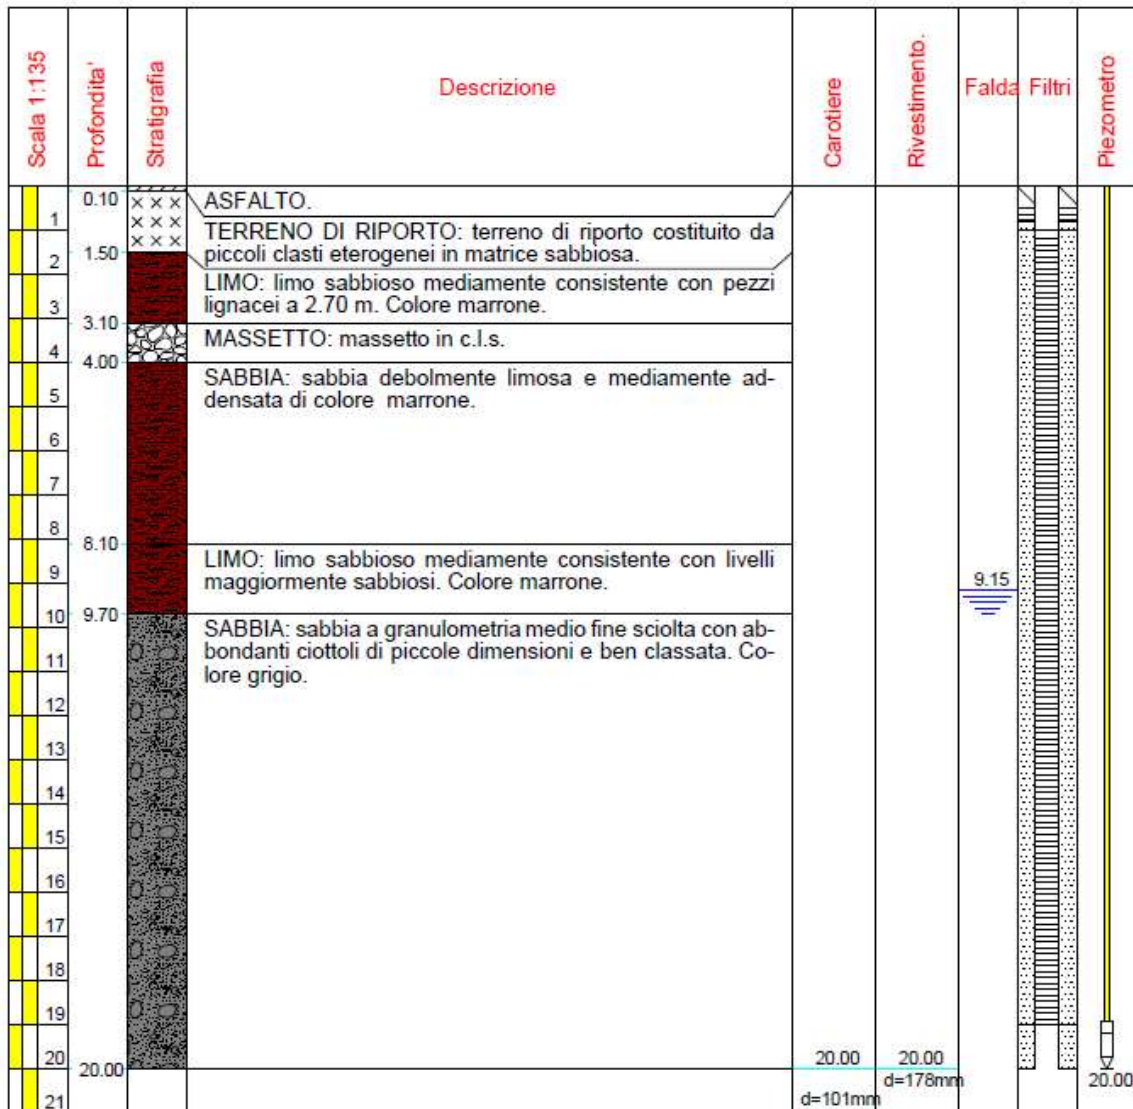 Scala 1:135
Profondita'
Stratigrafia
Descrizione
Carotiere
Rivestimento.
Falda
Filtri
Piezometro
1
2
3
4
5
6
7
8
9
10
11
12
13
14
15
16
17
18
19
20
21
0.10
1.50
3.10
4.00
8.10
9.70
20.00
ASFALTO.
TERRENO DI RIPORTO: terreno di riporto costituito da
piccoli clasti eterogenei in matrice sabbiosa.
LIMO: limo sabbioso mediamente consistente con pezzi
lignacei a 2.70 m. Colore marrone.
MASSETTO: massetto in c.l.s.
SABBIA: sabbia debolmente limosa e mediamente ad-
densata di colore marrone.
LIMO: limo sabbioso mediamente consistente con livelli
maggiormente sabbiosi. Colore marrone.
SABBIA: sabbia a granulometria medio fine sciolta con ab-
bondanti ciottoli di piccole dimensioni e ben classata. Co-
lore grigio.
20.00
d=101mm
20.00
d=178mm
9.15
20.00